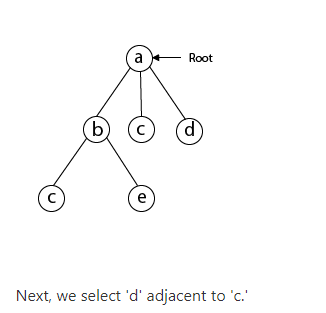 a Root
b c d
c e
Next, we select 'd' adjacent to 'c.'